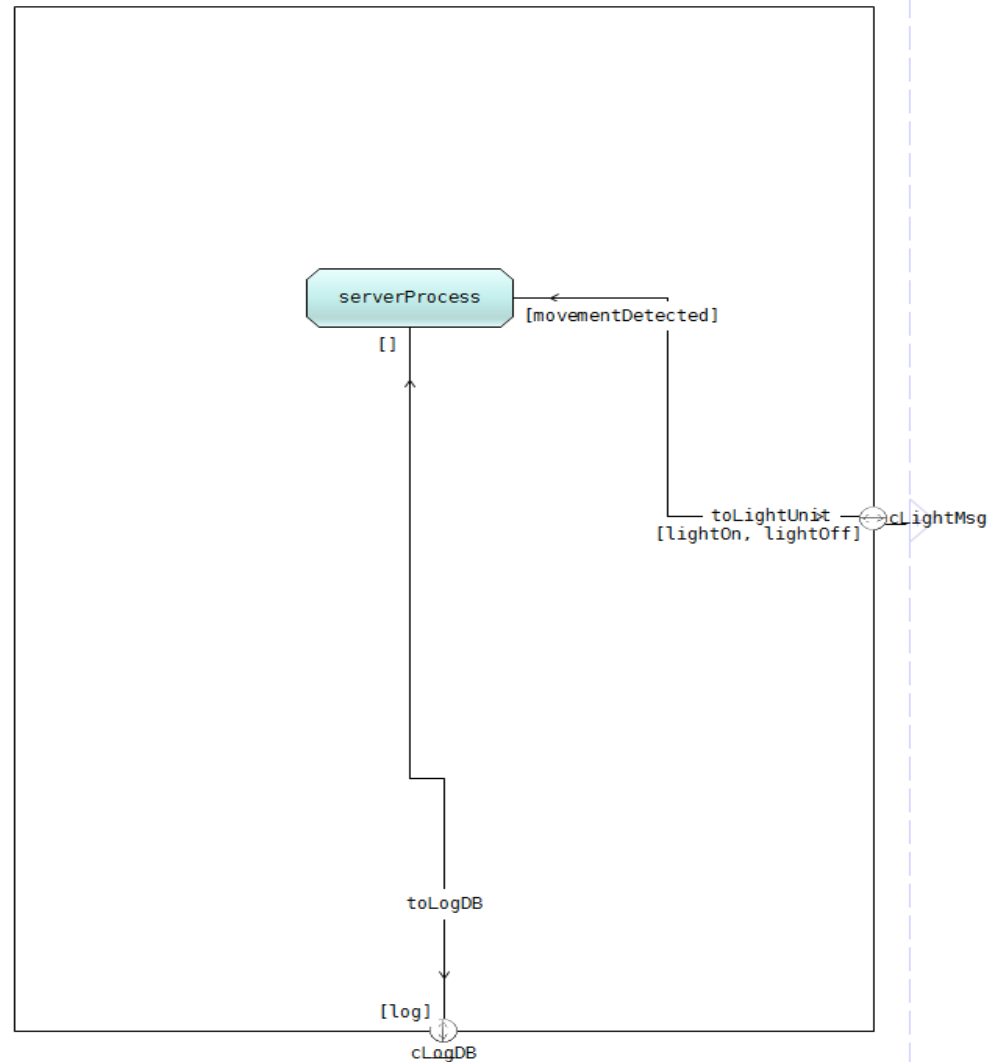 serverProcess
[movementDetected]
[]
toLightUnit
cLightMsg
[lightOn, lightOff]
toLogDB
[log]
cLogDB